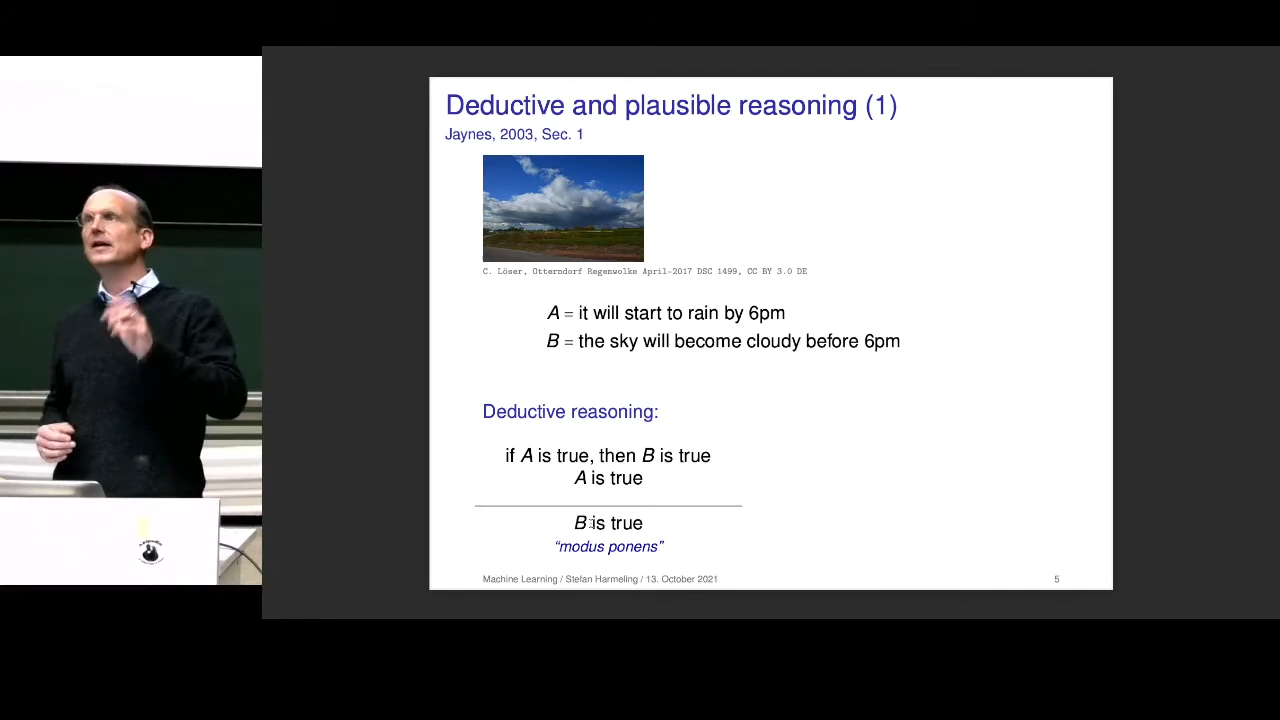 Deductive and plausible reasoning (1)
Jaynes, 2003, Sec. 1
C. Löser, Otterndorf Regenwolke April-2017 DSC 1499, CC BY 3.0 DE
A = it will start to rain by 6pm
B = the sky will become cloudy before 6pm
Deductive reasoning:
if A is true, then B is true
A is true
B is true
"modus ponens"
Machine Learning / Stefan Harmeling / 13. October 2021
5